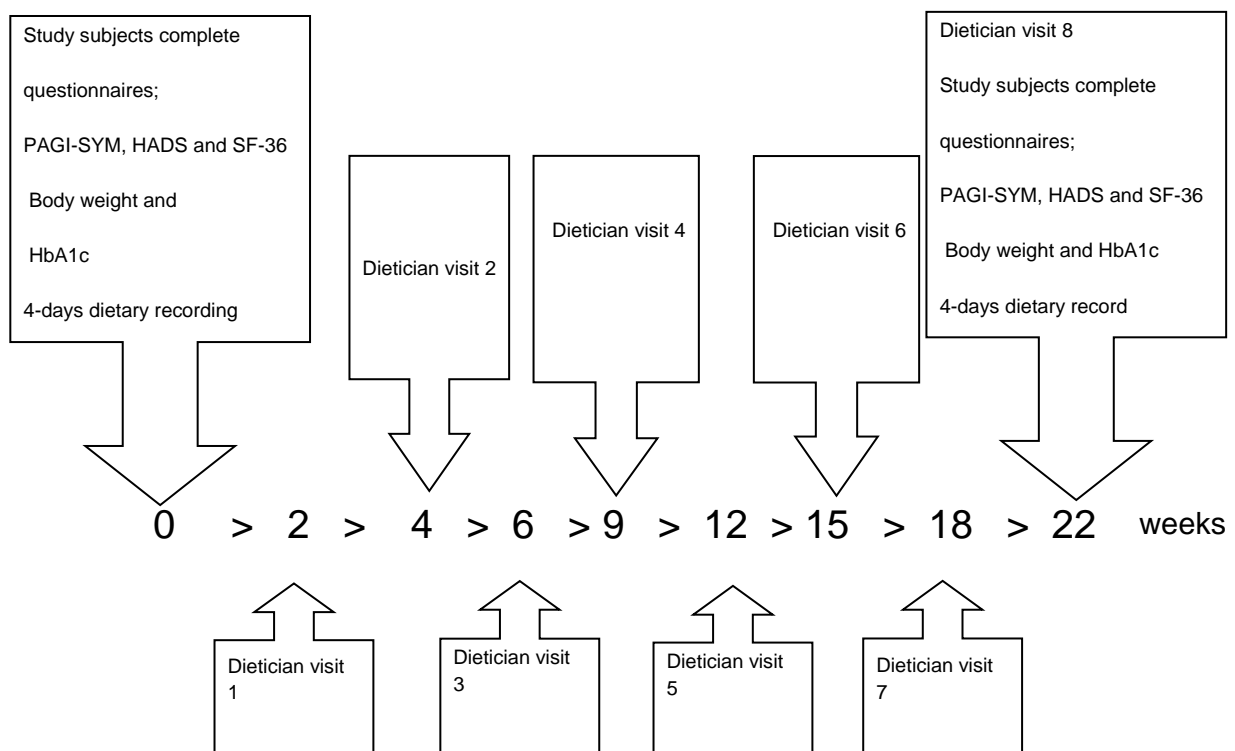 Study subjects complete
questionnaires;
PAGI-SYM, HADS and SF-36
Body weight and
HbA1c
4-days dietary recording
Dietician visit 2
Dietician visit 4
Dietician visit 6
Dietician visit 8
Study subjects complete
questionnaires;
PAGI-SYM, HADS and SF-36
Body weight and HbA1c
4-days dietary record
0 > 2 > 4 > 6 > 9 > 12 > 15 > 18 > 22 weeks
Dietician visit
1
Dietician visit
3
Dietician visit
5
Dietician visit
7